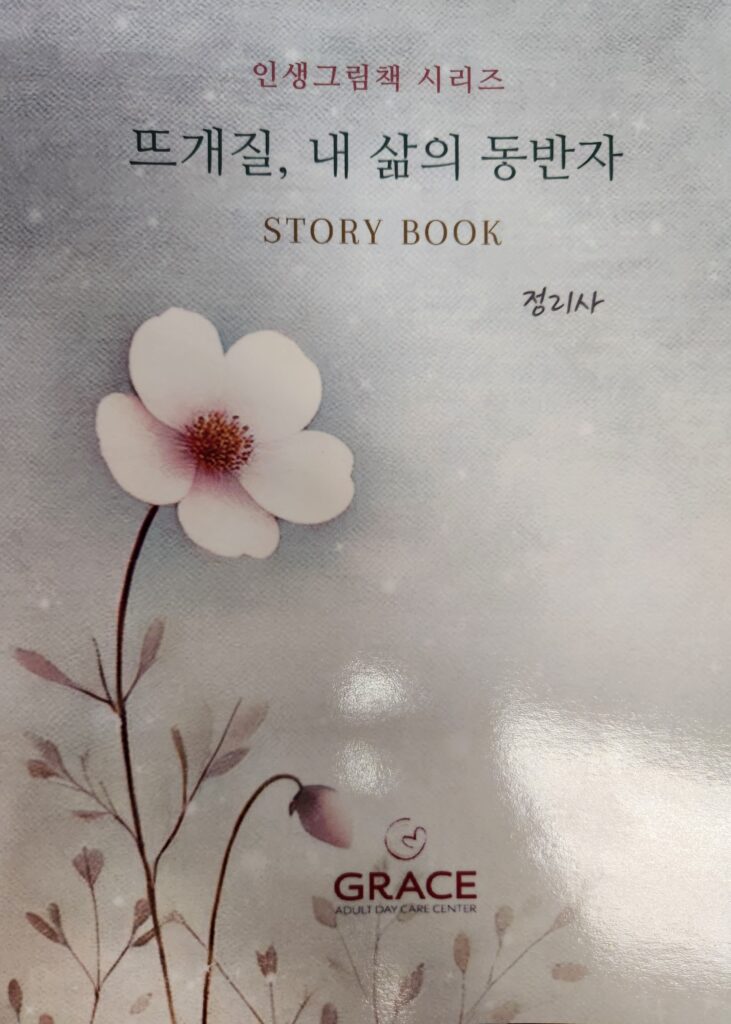 인생그림책 시리즈
뜨개질, 내 삶의 동반자
STORY BOOK
정리사
GRACE
ADULT DAY CARE CENTER